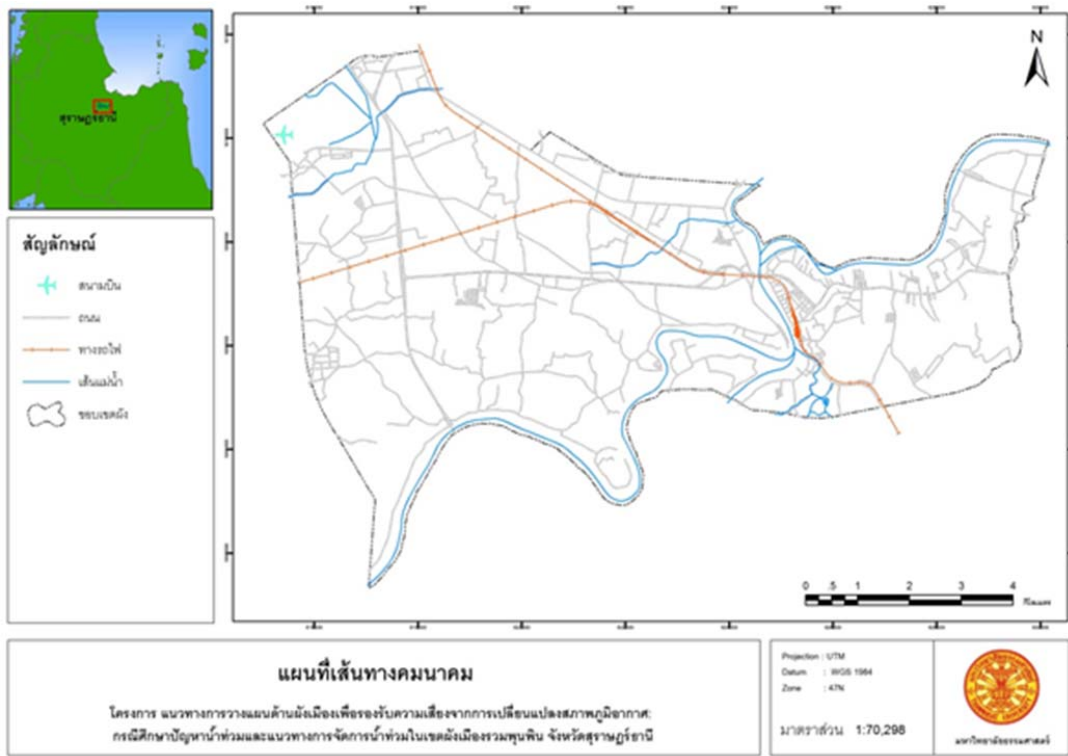 สุราษฎร์ธานี
N
สัญลักษณ์
สนามบิน
ถนน
ทางรถไฟ
เส้นแม่น้ำ
ขอบเขตผัง
0 .5 1 2 3 4
กิโลเมตร
แผนที่เส้นทางคมนาคม
โครงการ แนวทางการวางแผนด้านผังเมืองเพื่อรองรับความเสี่ยงจากการเปลี่ยนแปลงสภาพภูมิอากาศ:
กรณีศึกษาปัญหาน้ำท่วมและแนวทางการจัดการน้ำท่วมในเขตผังเมืองรวมพุนพิน จังหวัดสุราษฎร์ธานี
Projection : UTM
Datum : WGS 1984
Zone : 47N
มาตราส่วน 1:70,298
มหาวิทยาลัยธรรมศาสตร์